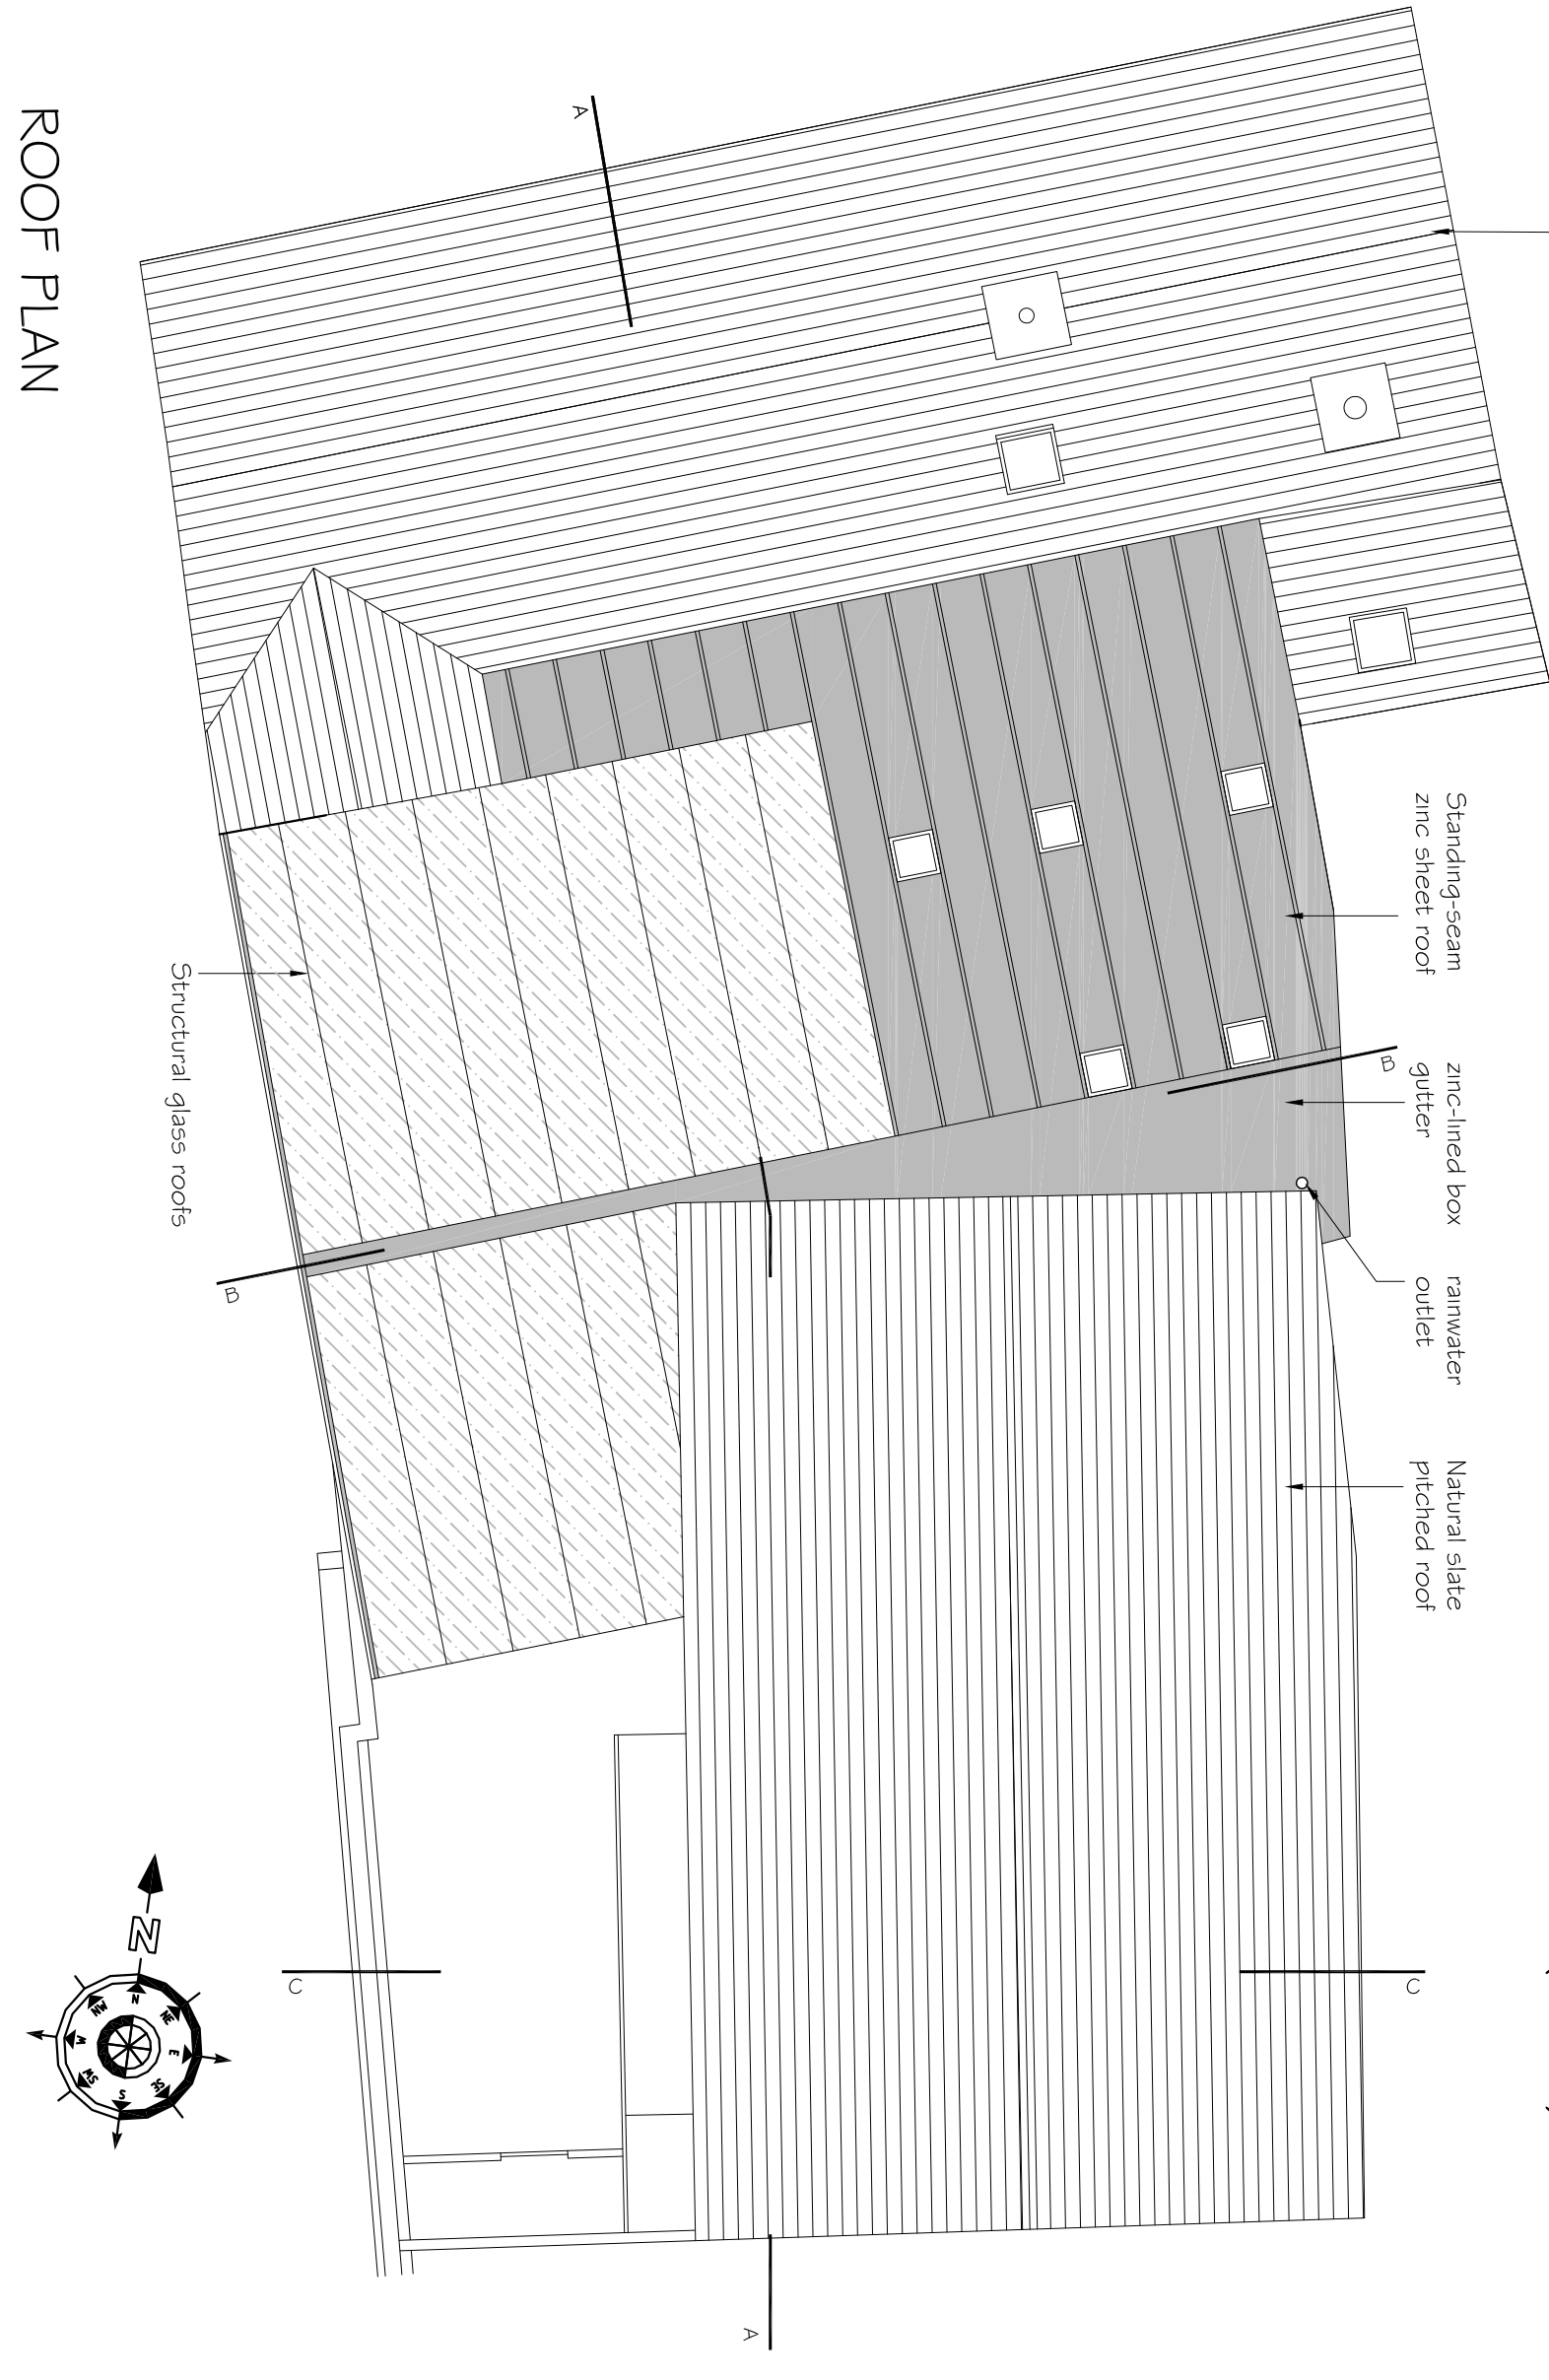 ROOF PLAN
Standing-seam
zinc sheet roof
zinc-lined box
gutter
rainwater
outlet
Natural slate
pitched roof
Structural glass roofs
A
A
B
B
C
C
N
N
NE
E
SE
S
SW
W
NW